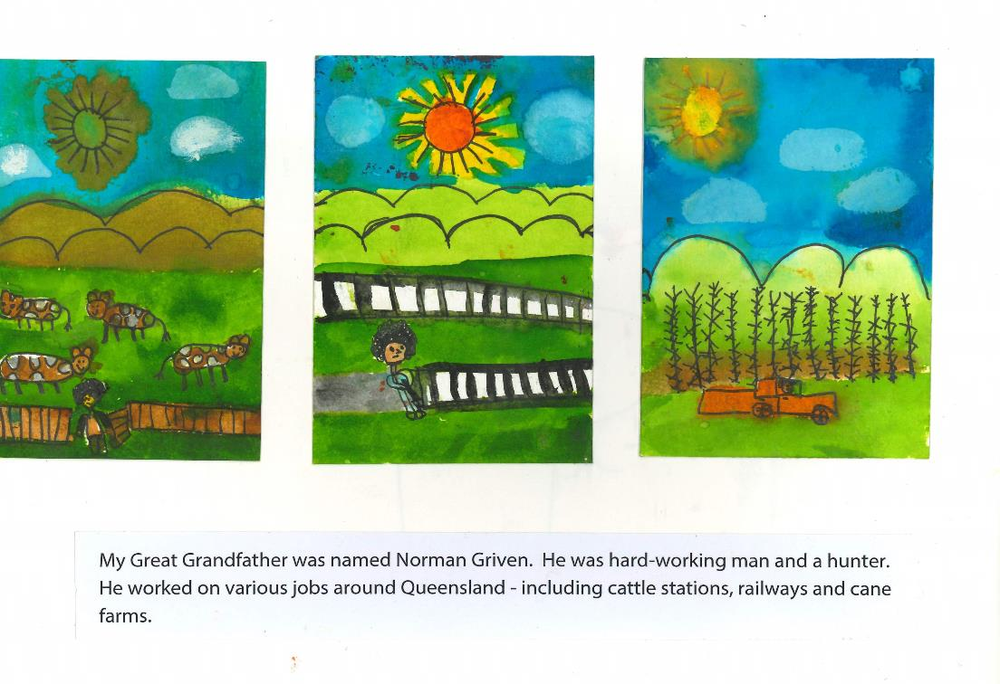 My Great Grandfather was named Norman Griven.  He was hard-working man and a hunter.
He worked on various jobs around Queensland - including cattle stations, railways and cane
farms.